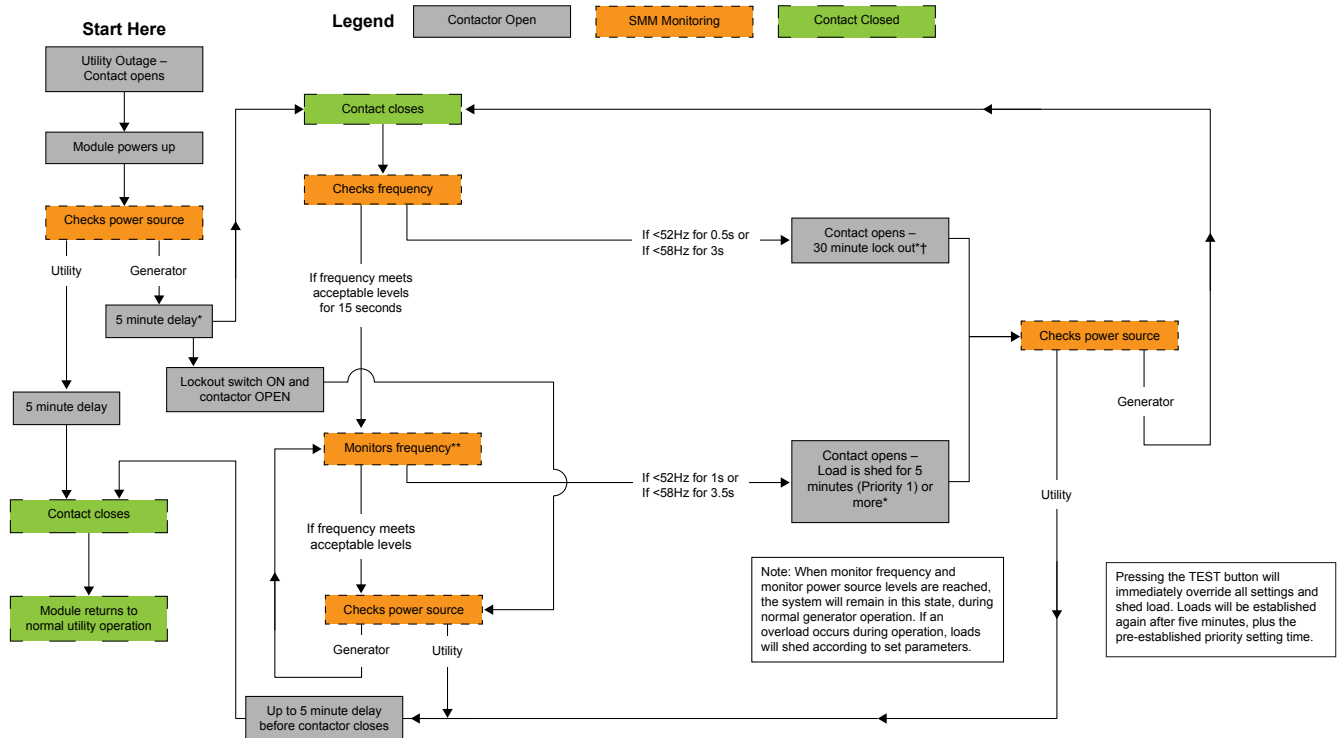 Start Here
Legend
Contactor Open
SMM Monitoring
Contact Closed
Utility Outage –
Contact opens
Module powers up
Checks power source
Utility
Generator
5 minute delay*
Lockout switch ON and
contactor OPEN
5 minute delay
Contact closes
Module returns to
normal utility operation
Contact closes
Checks frequency
If <52Hz for 0.5s or
If <58Hz for 3s
Contact opens –
30 minute lock out*†
If frequency meets
acceptable levels
for 15 seconds
Monitors frequency**
If <52Hz for 1s or
If <58Hz for 3.5s
Contact opens –
Load is shed for 5
minutes (Priority 1) or
more*
If frequency meets
acceptable levels
Checks power source
Generator
Utility
Up to 5 minute delay
before contactor closes
Checks power source
Generator
Utility
Note: When monitor frequency and
monitor power source levels are reached,
the system will remain in this state, during
normal generator operation. If an
overload occurs during operation, loads
will shed according to set parameters.
Pressing the TEST button will
immediately override all settings and
shed load. Loads will be established
again after five minutes, plus the
pre-established priority setting time.